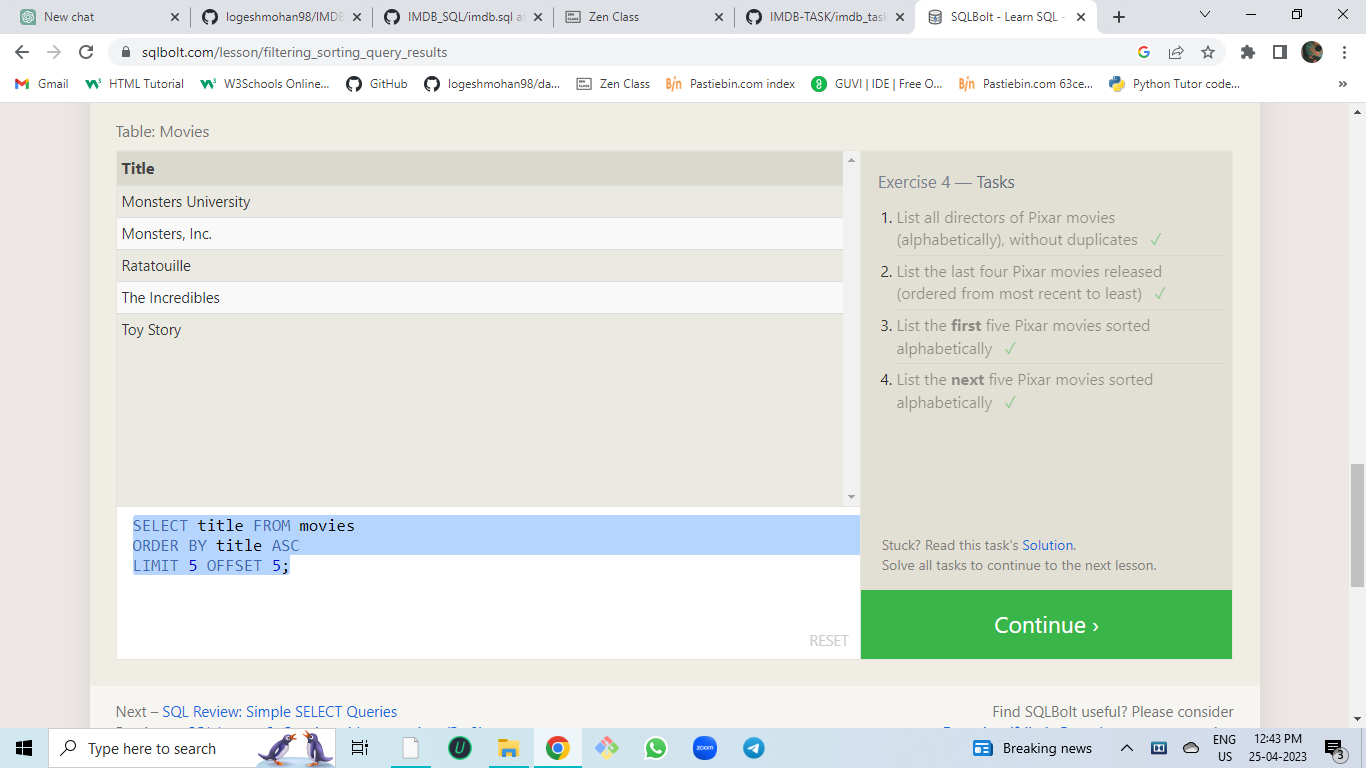 New chat
logeshmohan98/IMDB
IMDB_SQL/imdb.sql at
Zen Class
IMDB-TASK/imdb_task
SQLBolt - Learn SQL -
sqlbolt.com/lesson/filtering_sorting_query_results
Gmail
HTML Tutorial
W3Schools Online...
GitHub
logeshmohan98/da...
Zen Class
Pastiebin.com index
GUVI | IDE | Free O...
Pastiebin.com 63ce...
Python Tutor code...
Table: Movies
Title
Monsters University
Monsters, Inc.
Ratatouille
The Incredibles
Toy Story
SELECT title FROM movies
ORDER BY title ASC
LIMIT 5 OFFSET 5;
RESET
Exercise 4 — Tasks
1. List all directors of Pixar movies
(alphabetically), without duplicates ✓
2. List the last four Pixar movies released
(ordered from most recent to least) ✓
3. List the first five Pixar movies sorted
alphabetically ✓
4. List the next five Pixar movies sorted
alphabetically ✓
Stuck? Read this task's Solution.
Solve all tasks to continue to the next lesson.
Continue ›
Next – SQL Review: Simple SELECT Queries
Find SQLBolt useful? Please consider
Type here to search
Breaking news
ENG
US
12:43 PM
25-04-2023
3